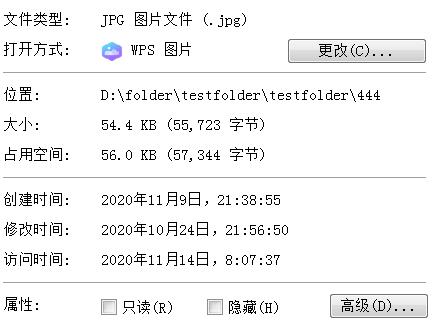 文件类型: JPG 图片文件 (.jpg)
打开方式: WPS 图片 更改(C)...
位置: D:\folder\testfolder\testfolder\444
大小: 54.4 KB (55,723 字节)
占用空间: 56.0 KB (57,344 字节)
创建时间: 2020年11月9日，21:38:55
修改时间: 2020年10月24日，21:56:50
访问时间: 2020年11月14日，8:07:37
属性: 只读(R) 隐藏(H) 高级(D)...